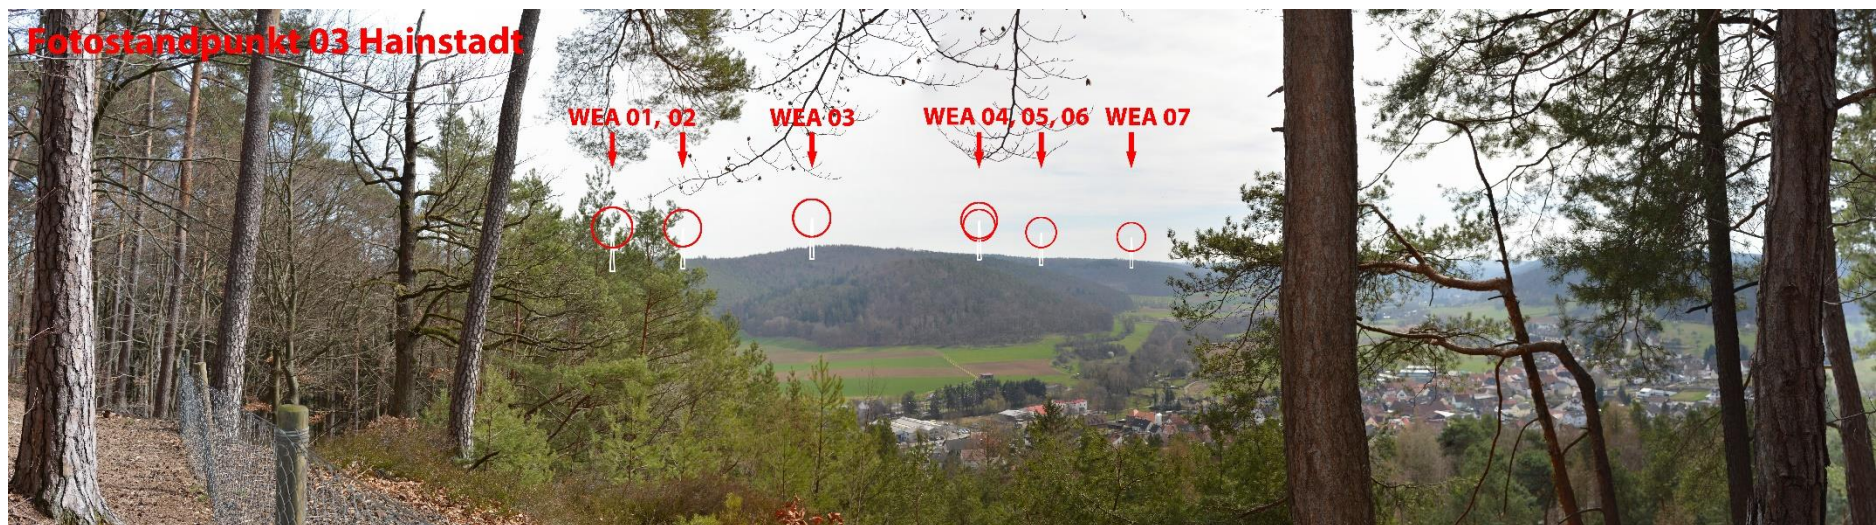 Fotostandpunkt 03 Hainstadt
WEA 01, 02
WEA 03
WEA 04, 05, 06
WEA 07